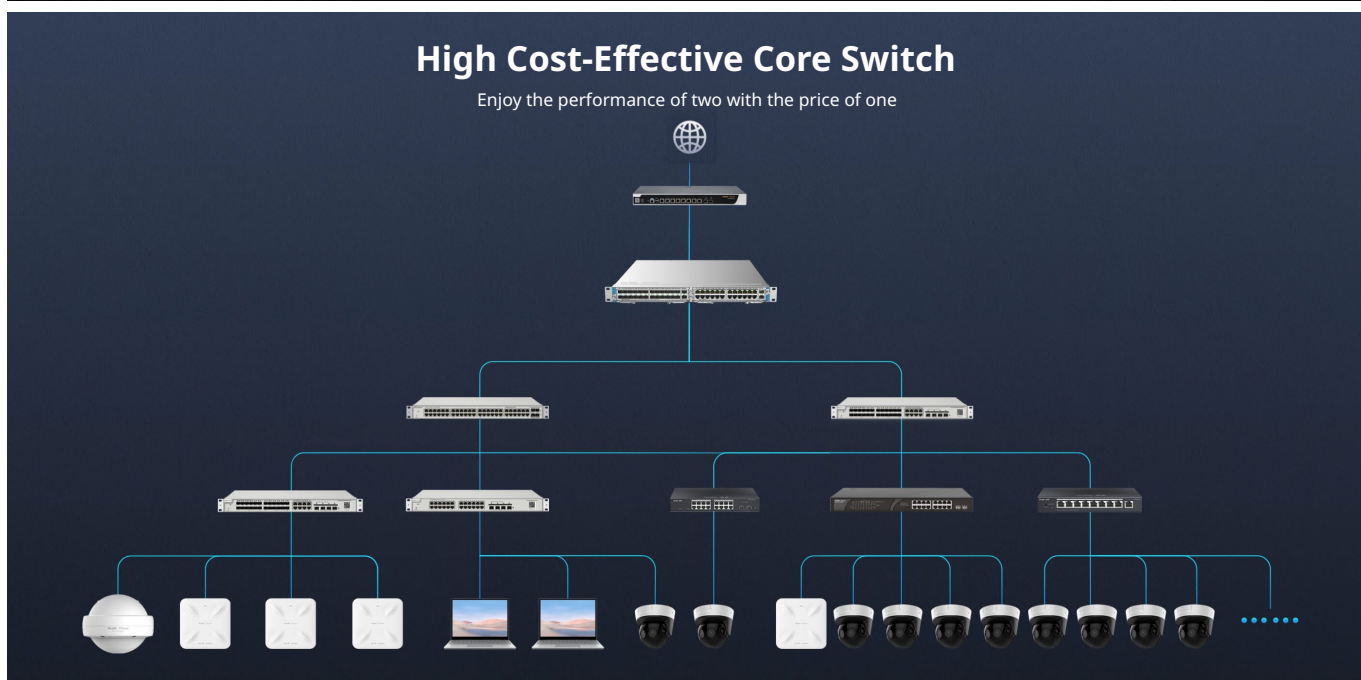 High Cost-Effective Core Switch
Enjoy the performance of two with the price of one